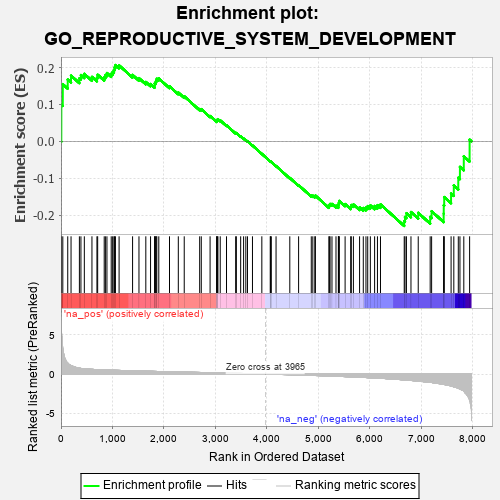 Enrichment plot:
GO_REPRODUCTIVE_SYSTEM_DEVELOPMENT
Enrichment score (ES)
0.2
0.1
0.0
-0.1
-0.2
'na_pos' (positively correlated)
Ranked list metric (PreRanked)
5
0
-5
Zero cross at 3965
'na_neg' (negatively correlated)
0 1,000 2,000 3,000 4,000 5,000 6,000 7,000 8,000
Rank in Ordered Dataset
Enrichment profile Hits Ranking metric scores